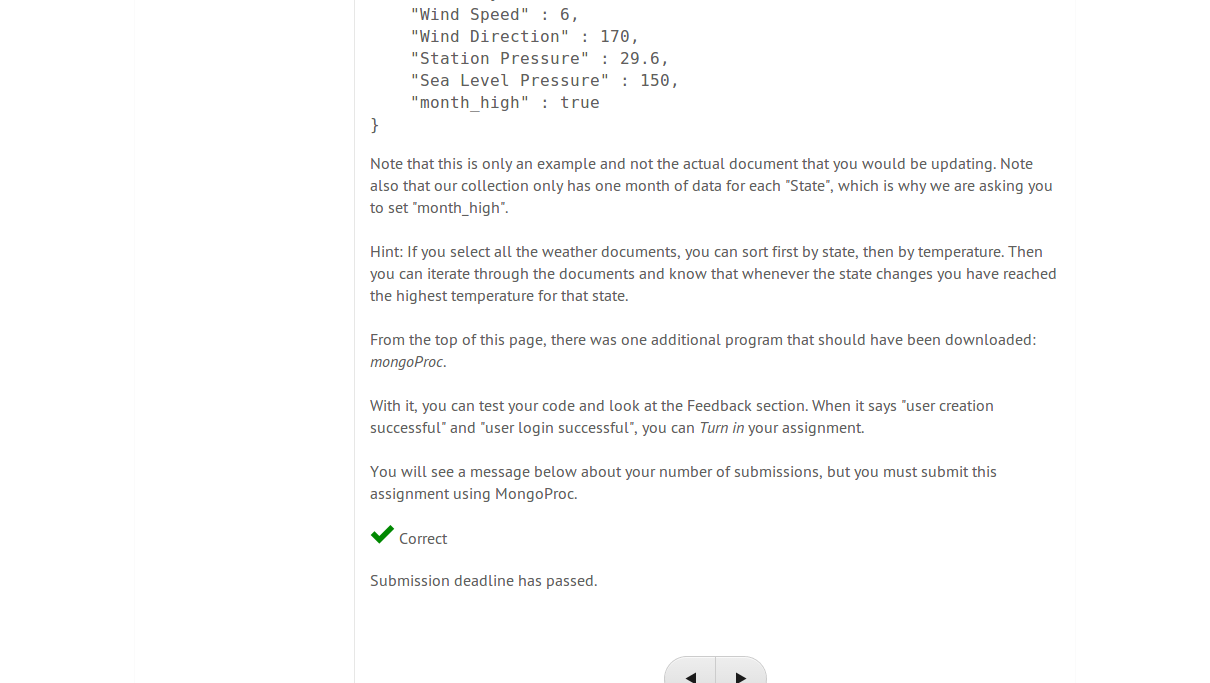 "Wind Speed" : 6,
"Wind Direction" : 170,
"Station Pressure" : 29.6,
"Sea Level Pressure" : 150,
"month_high" : true
}
Note that this is only an example and not the actual document that you would be updating. Note
also that our collection only has one month of data for each "State", which is why we are asking you
to set "month_high".
Hint: If you select all the weather documents, you can sort first by state, then by temperature. Then
you can iterate through the documents and know that whenever the state changes you have reached
the highest temperature for that state.
From the top of this page, there was one additional program that should have been downloaded:
mongoProc.
With it, you can test your code and look at the Feedback section. When it says "user creation
successful" and "user login successful", you can Turn in your assignment.
You will see a message below about your number of submissions, but you must submit this
assignment using MongoProc.
Correct
Submission deadline has passed.